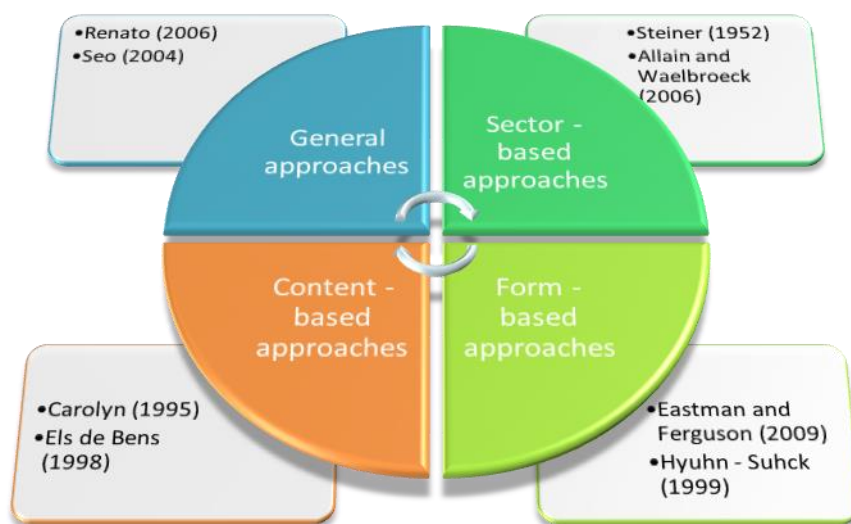 •Renato (2006)
•Seo (2004)
General
approaches
•Steiner (1952)
•Allain and
Waelbroeck
(2006)
Sector -
based
approaches
Content -
based
approaches
•Carolyn (1995)
•Els de Bens
(1998)
Form -
based
approaches
•Eastman and
Ferguson (2009)
•Hyuhn - Suhck
(1999)